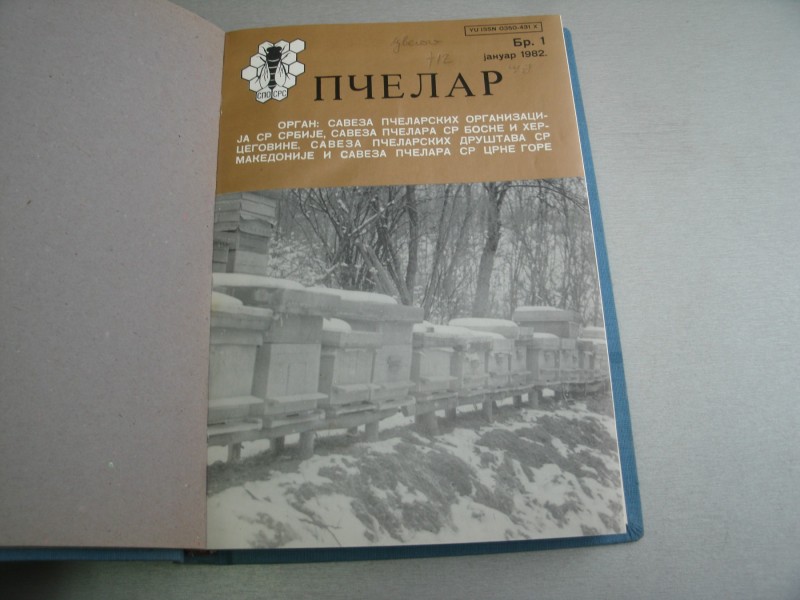 YU ISSN 0350-431 X
Бр. 1
јануар 1982.
СПО СРС
ПЧЕЛАР
ОРГАН: САВЕЗА ПЧЕЛАРСКИХ ОРГАНИЗАЦИ-
ЈА СР СРБИЈЕ, САВЕЗА ПЧЕЛАРА СР БОСНЕ И ХЕР-
ЦЕГОВИНЕ, САВЕЗА ПЧЕЛАРСКИХ ДРУШТАВА СР
МАКЕДОНИЈЕ И САВЕЗА ПЧЕЛАРА СР ЦРНЕ ГОРЕ